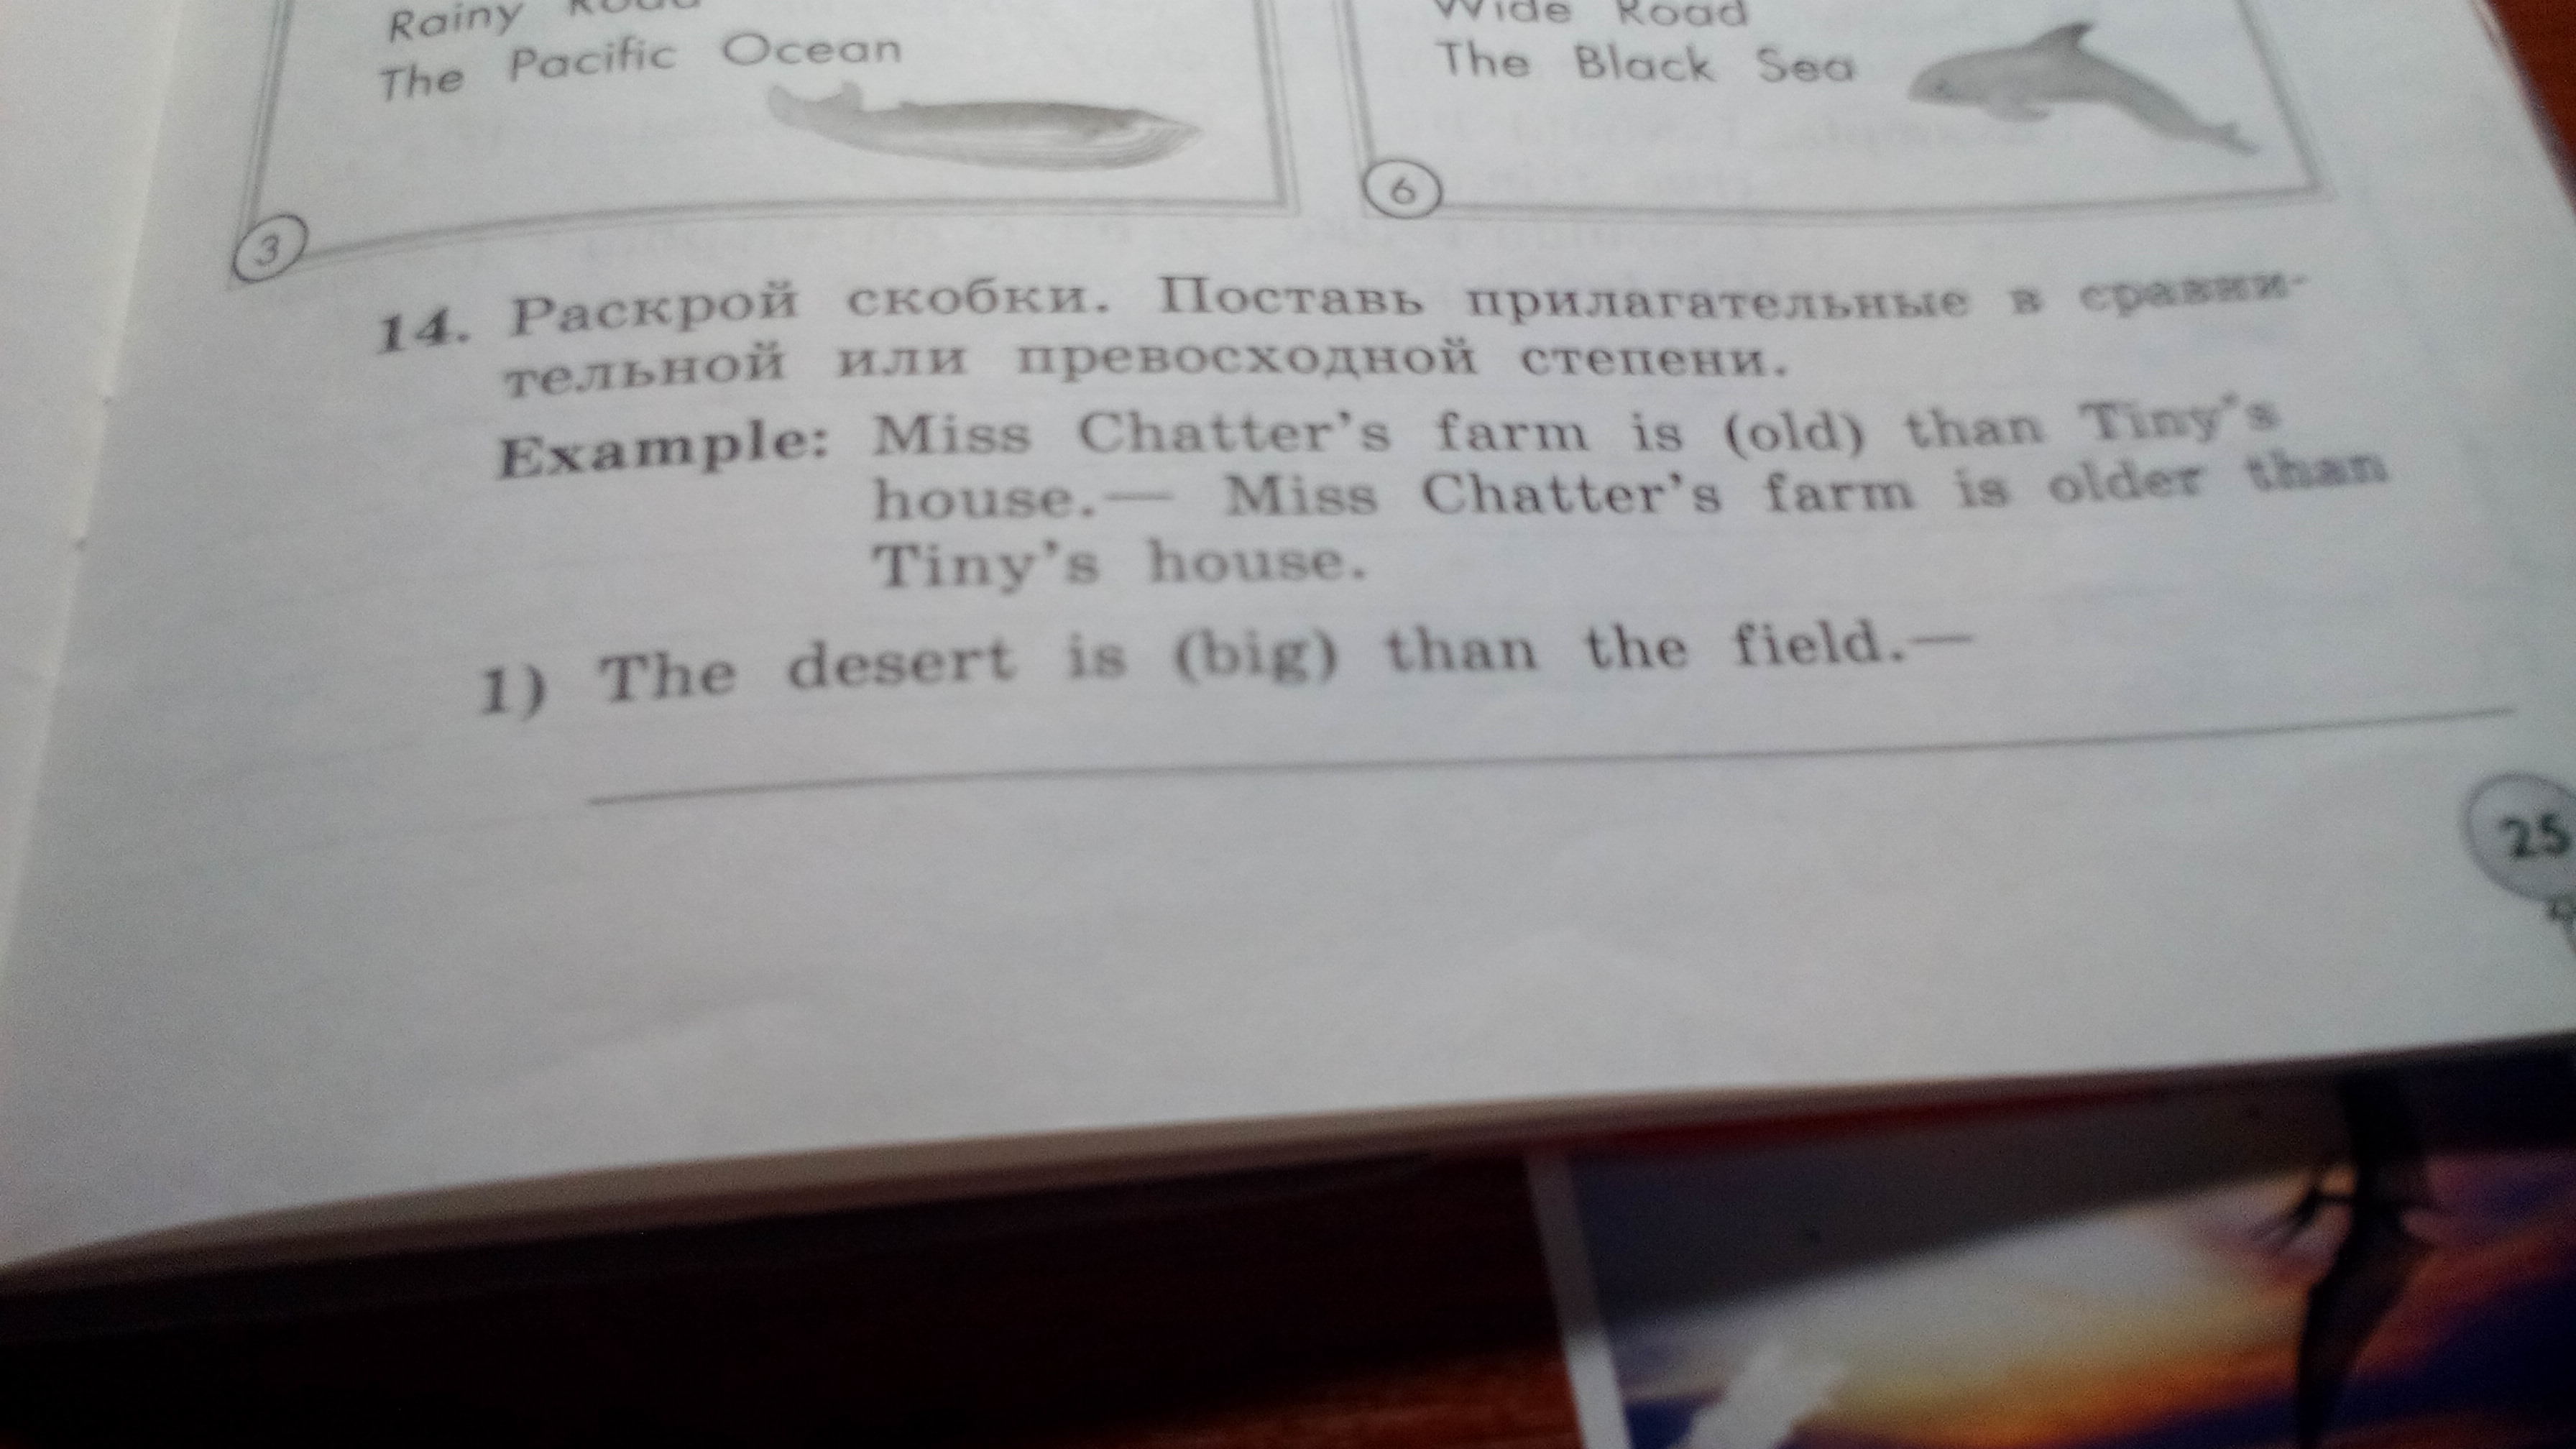 Rainy Road
The Pacific Ocean
3
Wide Road
The Black Sea
6
14. Раскрой скобки. Поставь прилагательные в сравни-
тельной или превосходной степени.
Example: Miss Chatter's farm is (old) than Tiny's
house.— Miss Chatter's farm is older than
Tiny's house.
1) The desert is (big) than the field.—
25